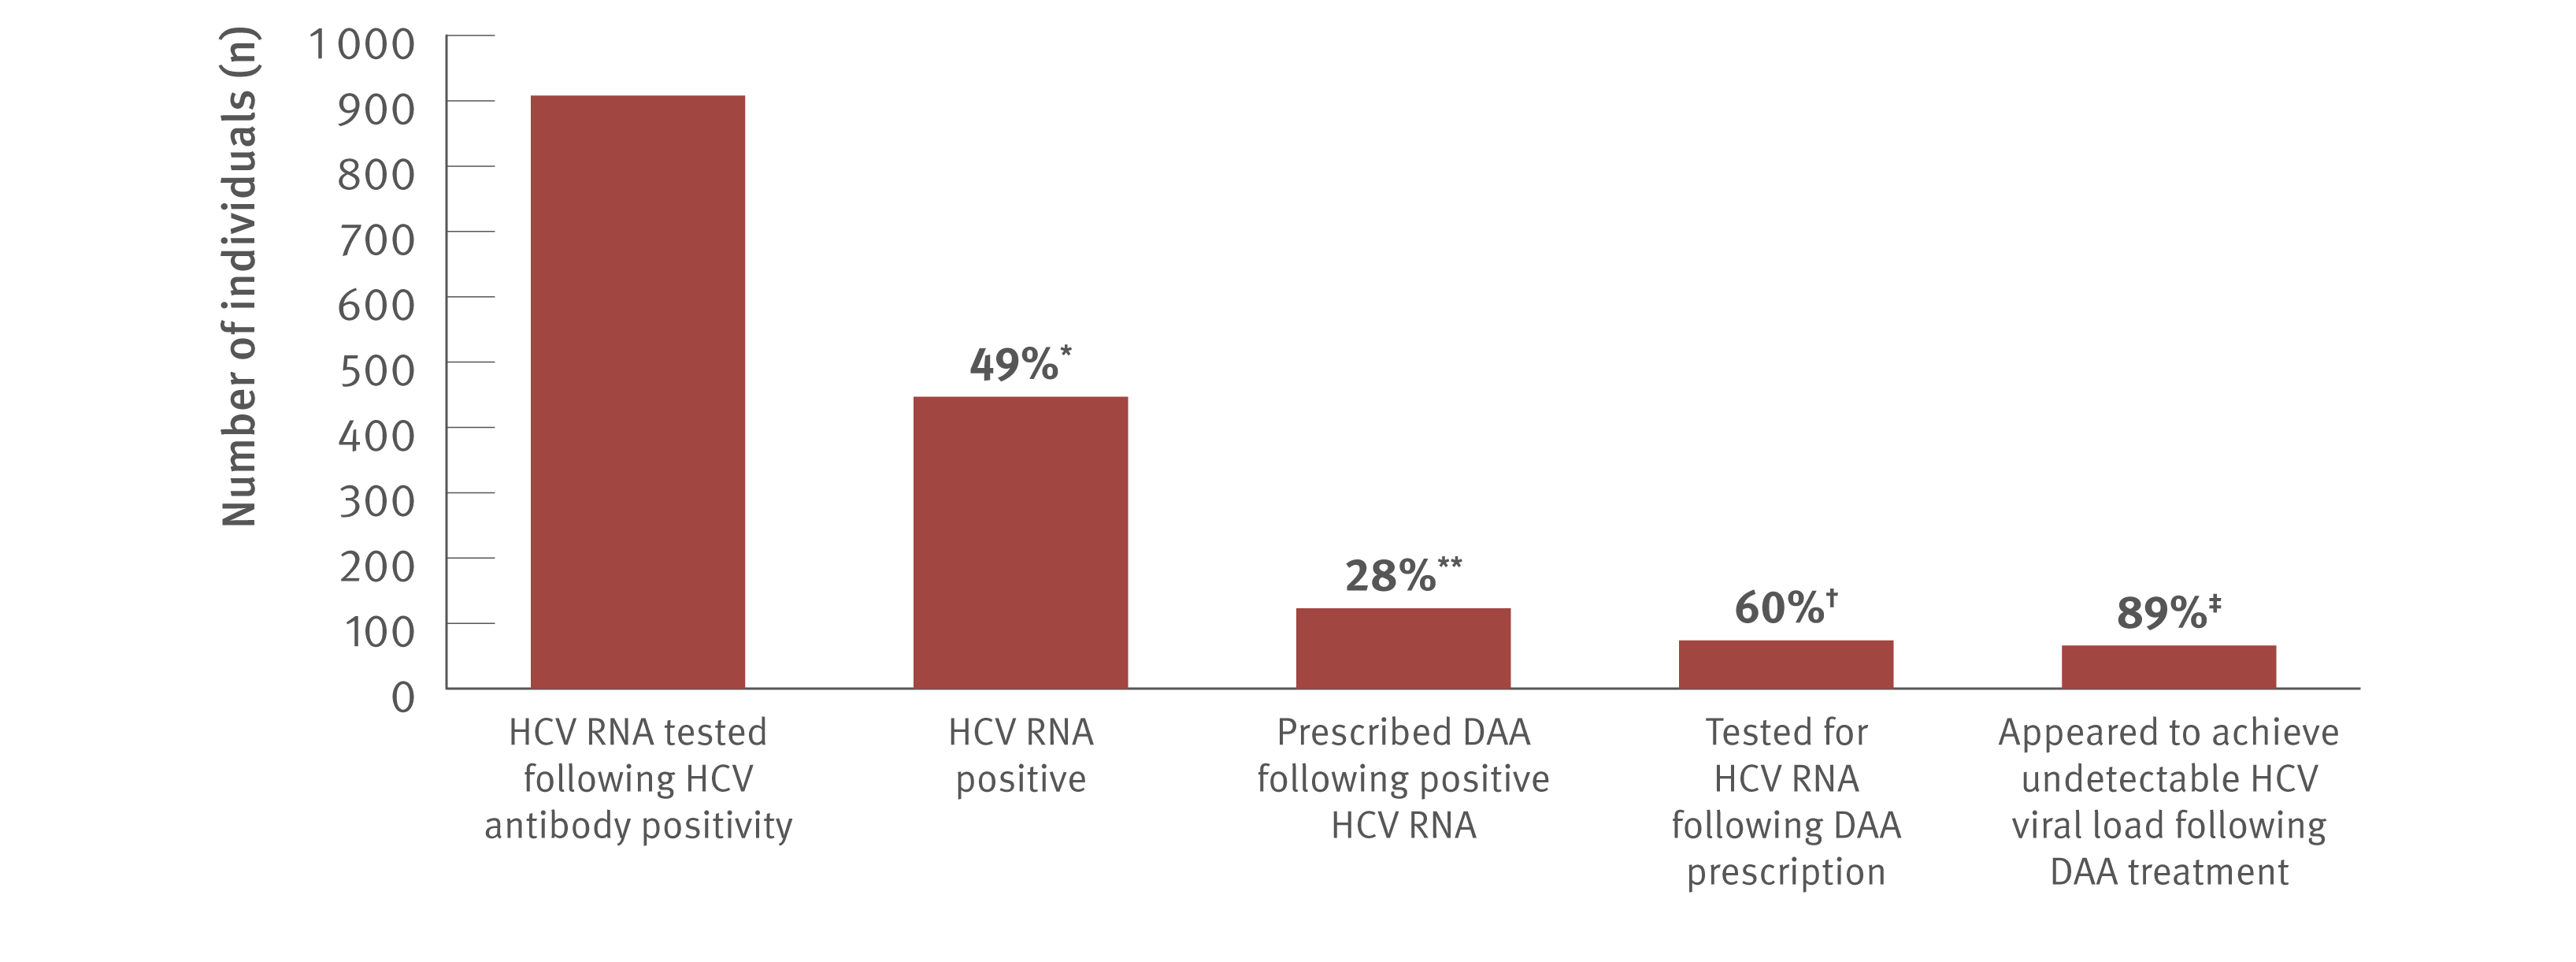 Number of individuals (n)
1 000
900
800
700
600
500
400
300
200
100
0
49%*
28%**
60%†
89%‡
HCV RNA tested
following HCV
antibody positivity
HCV RNA
positive
Prescribed DAA
following positive
HCV RNA
Tested for
HCV RNA
following DAA
prescription
Appeared to achieve
undetectable HCV
viral load following
DAA treatment